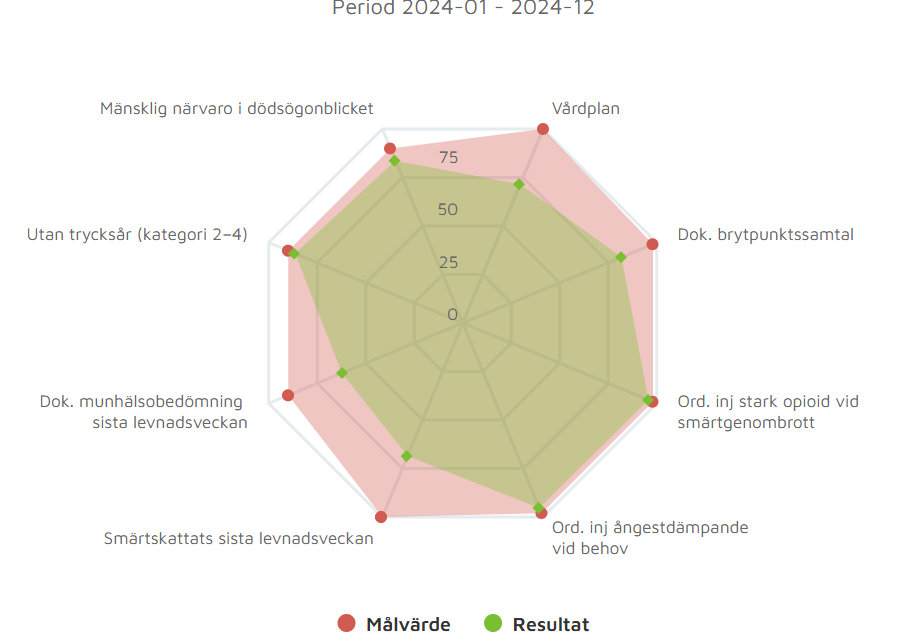 Period 2024-01 - 2024-12
Mänsklig närvaro i dödsögonblicket
Vårdplan
75
Utan trycksår (kategori 2–4)
50
Dok. brytpunktssamtal
25
0
Dok. munhälsobedömning
sista levnadsveckan
Ord. inj stark opioid vid
smärtgenombrott
Smärtskattats sista levnadsveckan
Ord. inj ångestdämpande
vid behov
Målvärde
Resultat